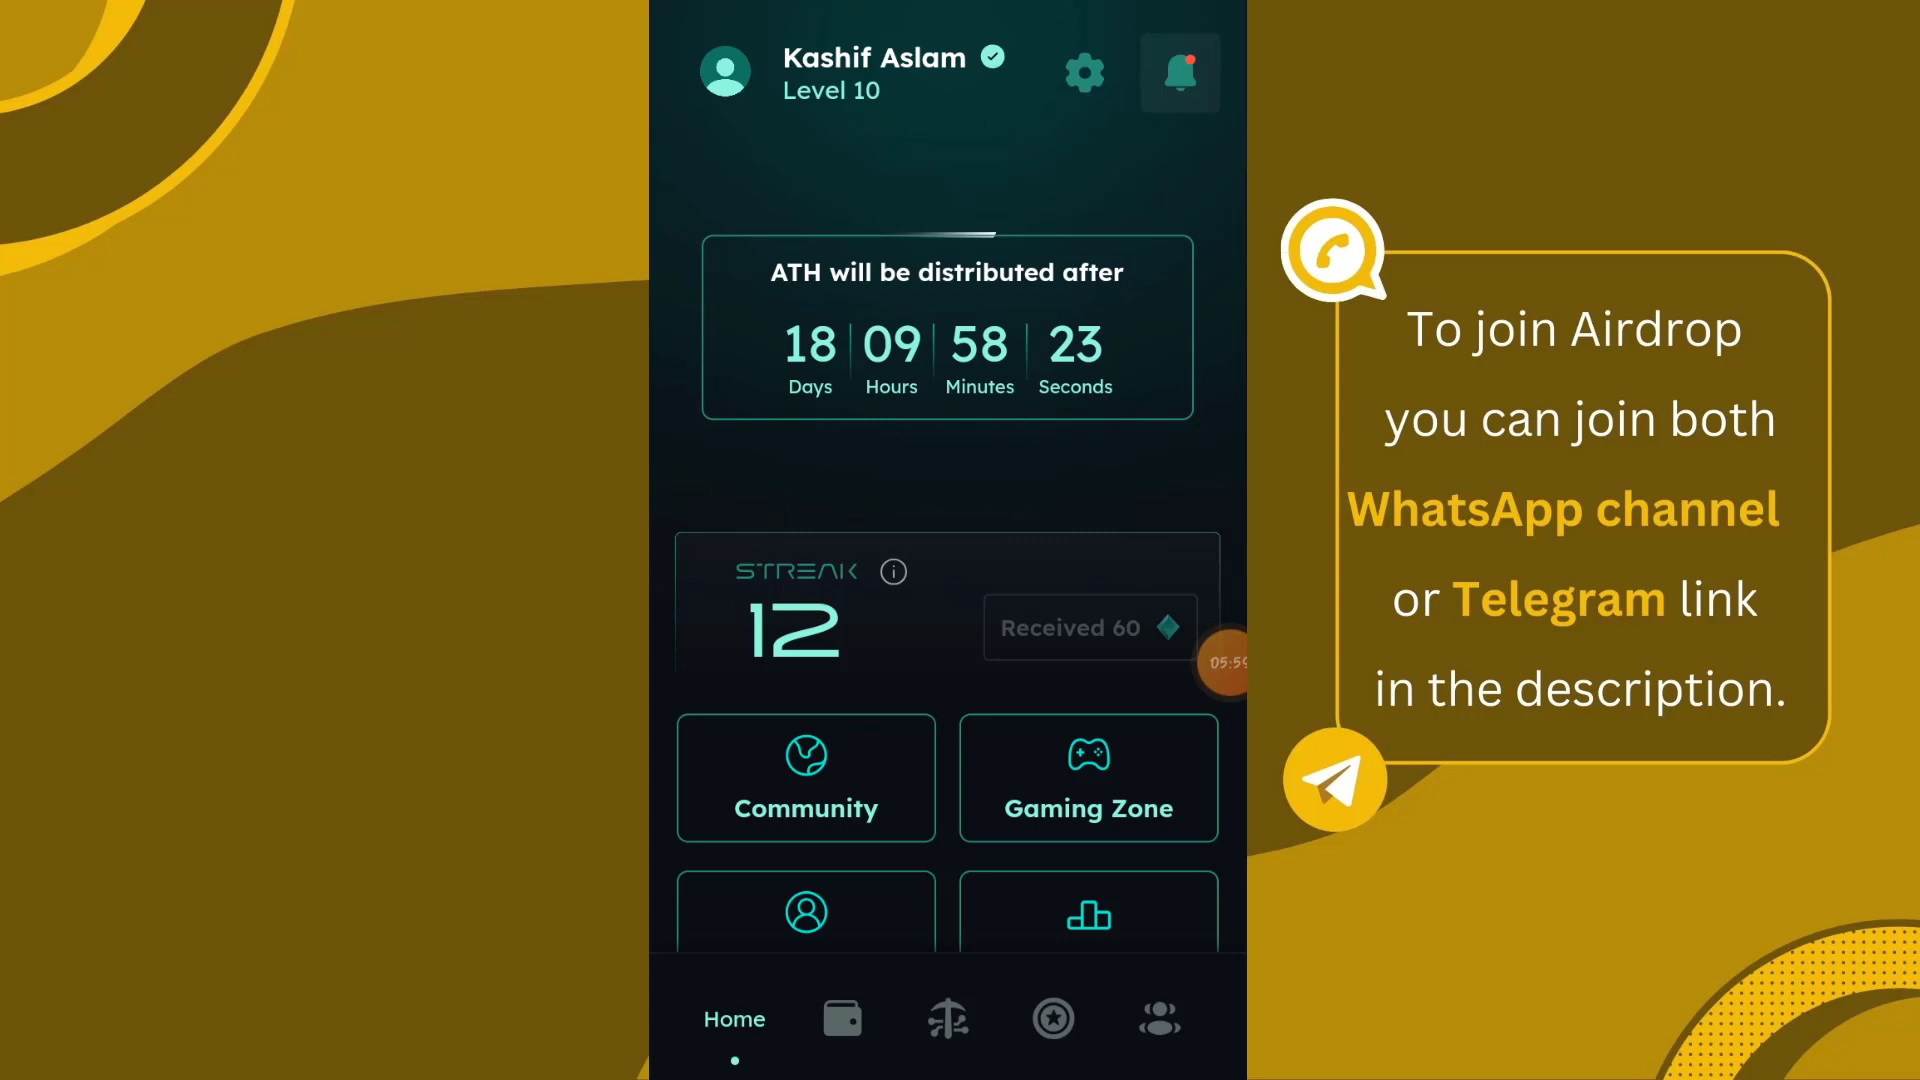 Kashif Aslam
Level 10
ATH will be distributed after
18 09 58 23
Days Hours Minutes Seconds
STREAK
12
Received 60
05:59
Community
Gaming Zone
Home
To join Airdrop
you can join both
WhatsApp channel
or Telegram link
in the description.